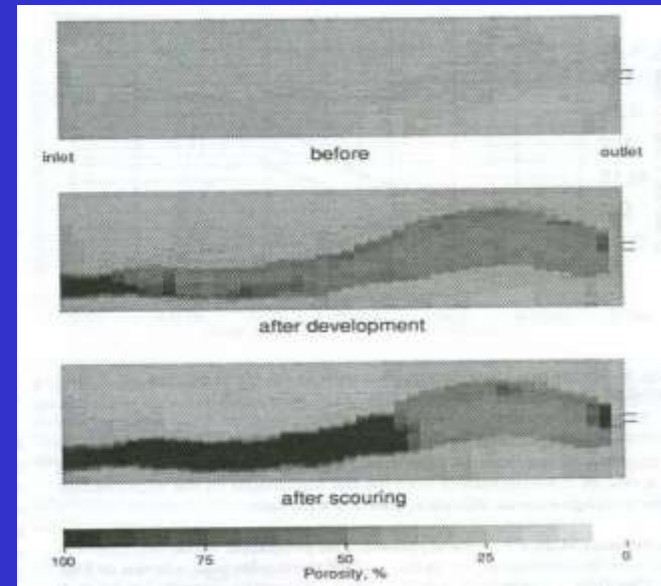 inlet before outlet
after development
after scouring
100 75 50 25 0
Porosity, %